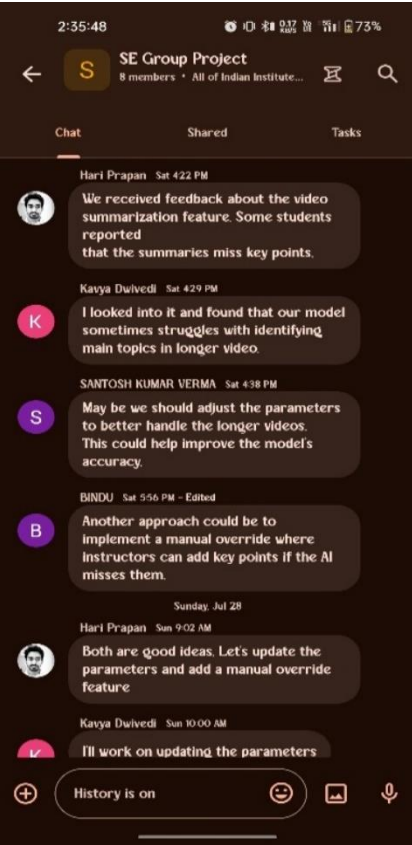 2:35:48
0.17 KB/S
73%
S
SE Group Project
8 members • All of Indian Institute...
Chat
Shared
Tasks
Hari Prapan Sat 4:22 PM
We received feedback about the video
summarization feature. Some students
reported
that the summaries miss key points.
Kavya Dwivedi Sat 4:29 PM
K
I looked into it and found that our model
sometimes struggles with identifying
main topics in longer video.
SANTOSH KUMAR VERMA Sat 4:38 PM
S
May be we should adjust the parameters
to better handle the longer videos.
This could help improve the model's
accuracy.
BINDU Sat 5:56 PM – Edited
B
Another approach could be to
implement a manual override where
instructors can add key points if the AI
misses them.
Sunday, Jul 28
Hari Prapan Sun 9:02 AM
Both are good ideas. Let's update the
parameters and add a manual override
feature
Kavya Dwivedi Sun 10:00 AM
K
I'll work on updating the parameters
History is on